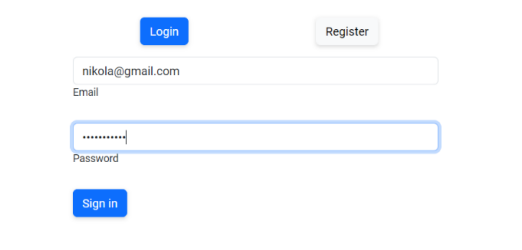 Login Register
nikola@gmail.com
Email
•••••••••••
Password
Sign in